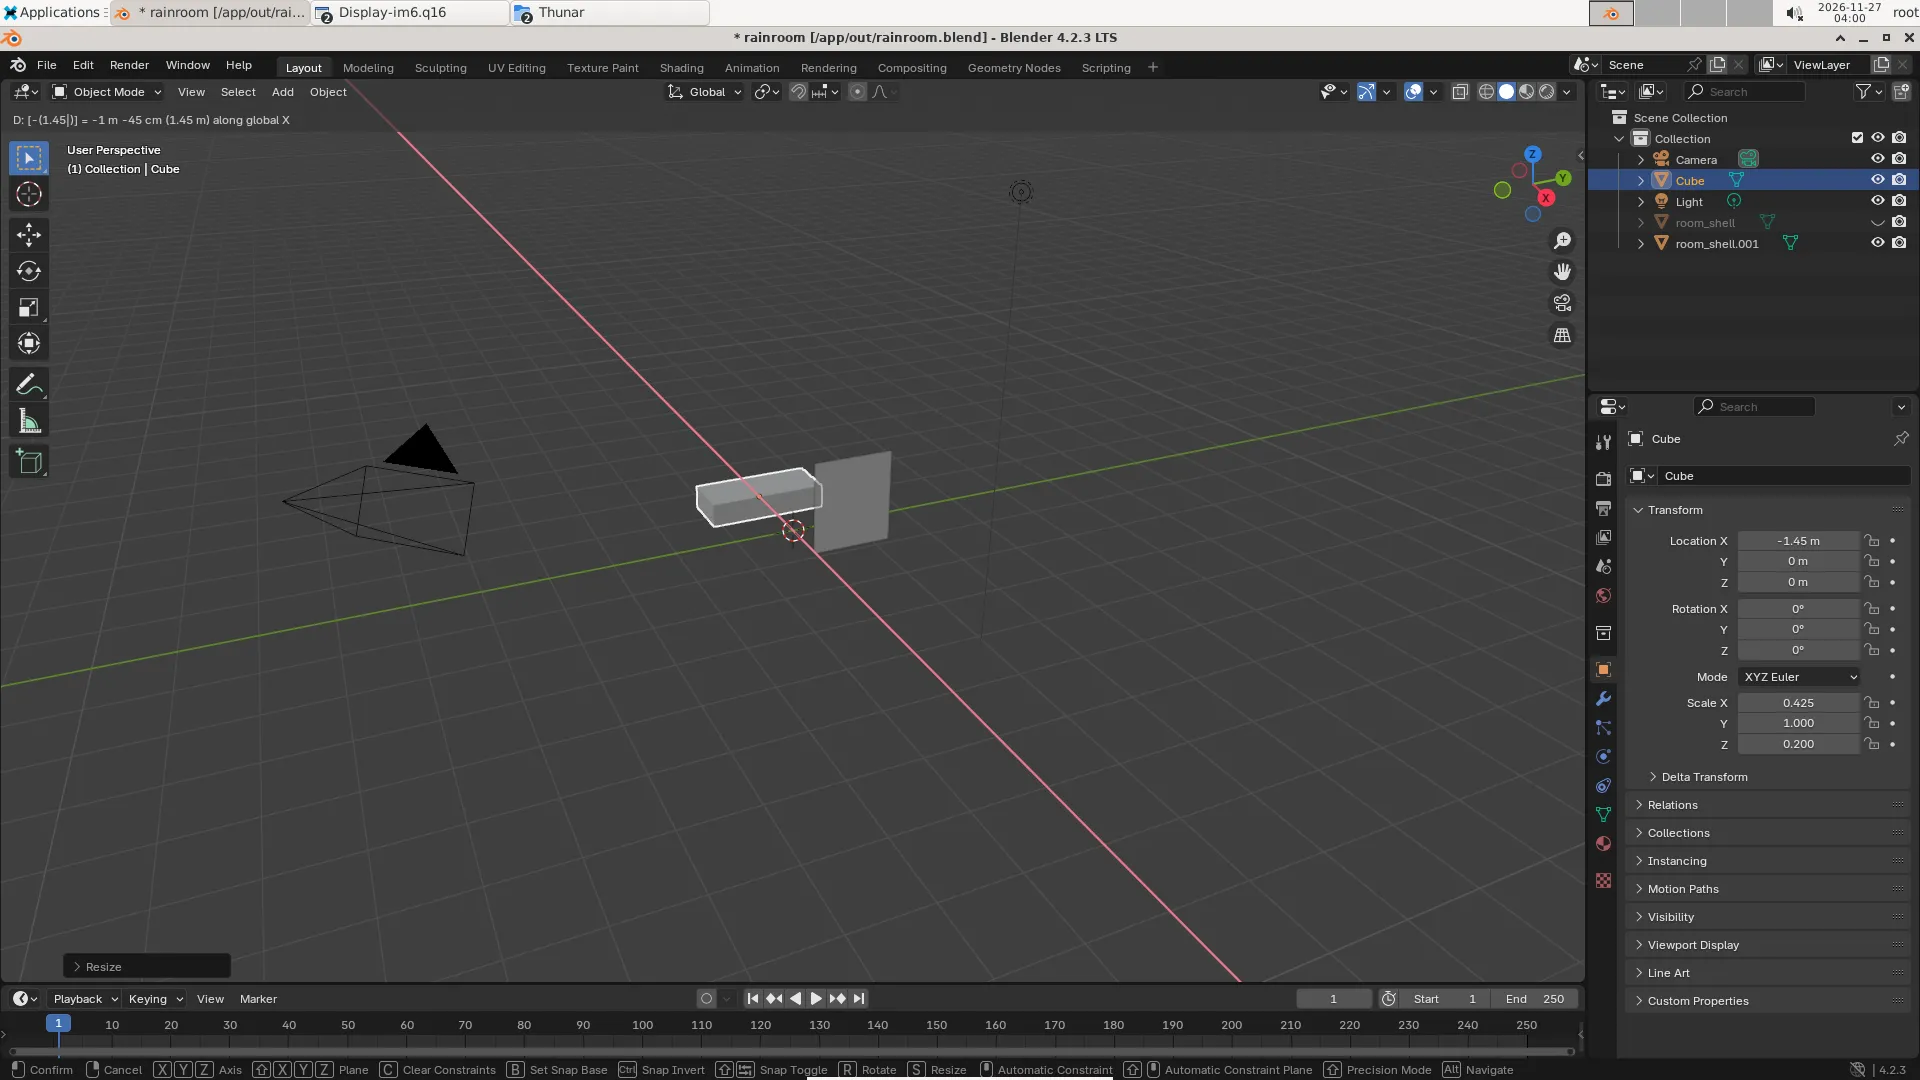 Applications
* rainroom [/app/out/rai...
Display-im6.q16
Thunar
2026-11-27
04:00
root
* rainroom [/app/out/rainroom.blend] - Blender 4.2.3 LTS
File Edit Render Window Help
Layout Modeling Sculpting UV Editing Texture Paint Shading Animation Rendering Compositing Geometry Nodes Scripting
Scene
ViewLayer
Object Mode View Select Add Object
Global
Search
D: [-(1.45|)] = -1 m -45 cm (1.45 m) along global X
User Perspective
(1) Collection | Cube
Z
Y
X
Scene Collection
Collection
Camera
Cube
Light
room_shell
room_shell.001
Search
Cube
Cube
Transform
Location X -1.45 m
Y 0 m
Z 0 m
Rotation X 0°
Y 0°
Z 0°
Mode XYZ Euler
Scale X 0.425
Y 1.000
Z 0.200
Delta Transform
Relations
Collections
Instancing
Motion Paths
Visibility
Viewport Display
Line Art
Custom Properties
Resize
Playback Keying View Marker
1 Start 1 End 250
1 10 20 30 40 50 60 70 80 90 100 110 120 130 140 150 160 170 180 190 200 210 220 230 240 250
Confirm Cancel X Y Z Axis X Y Z Plane C Clear Constraints B Set Snap Base Ctrl Snap Invert Snap Toggle R Rotate S Resize Automatic Constraint Automatic Constraint Plane Precision Mode Alt Navigate 4.2.3